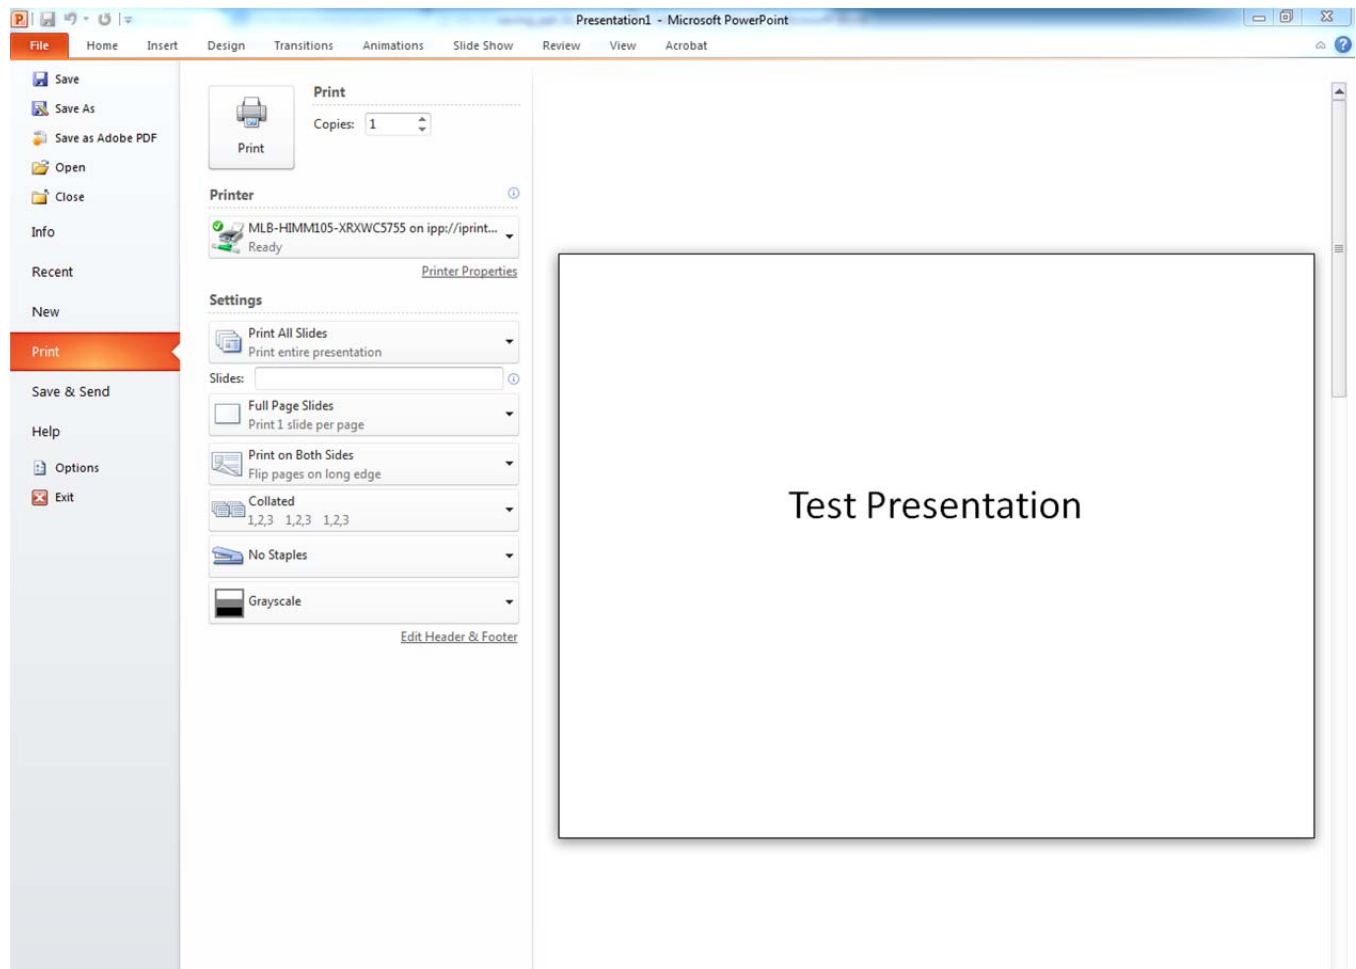 Presentation1 - Microsoft PowerPoint
File Home Insert Design Transitions Animations Slide Show Review View Acrobat
Save
Save As
Save as Adobe PDF
Open
Close
Info
Recent
New
Print
Save & Send
Help
Options
Exit
Print
Print
Copies: 1
Printer
MLB-HIMM105-XRXWC5755 on ipp://iprint...
Ready
Printer Properties
Settings
Print All Slides
Print entire presentation
Slides:
Full Page Slides
Print 1 slide per page
Print on Both Sides
Flip pages on long edge
Collated
1,2,3 1,2,3 1,2,3
No Staples
Grayscale
Edit Header & Footer
Test Presentation